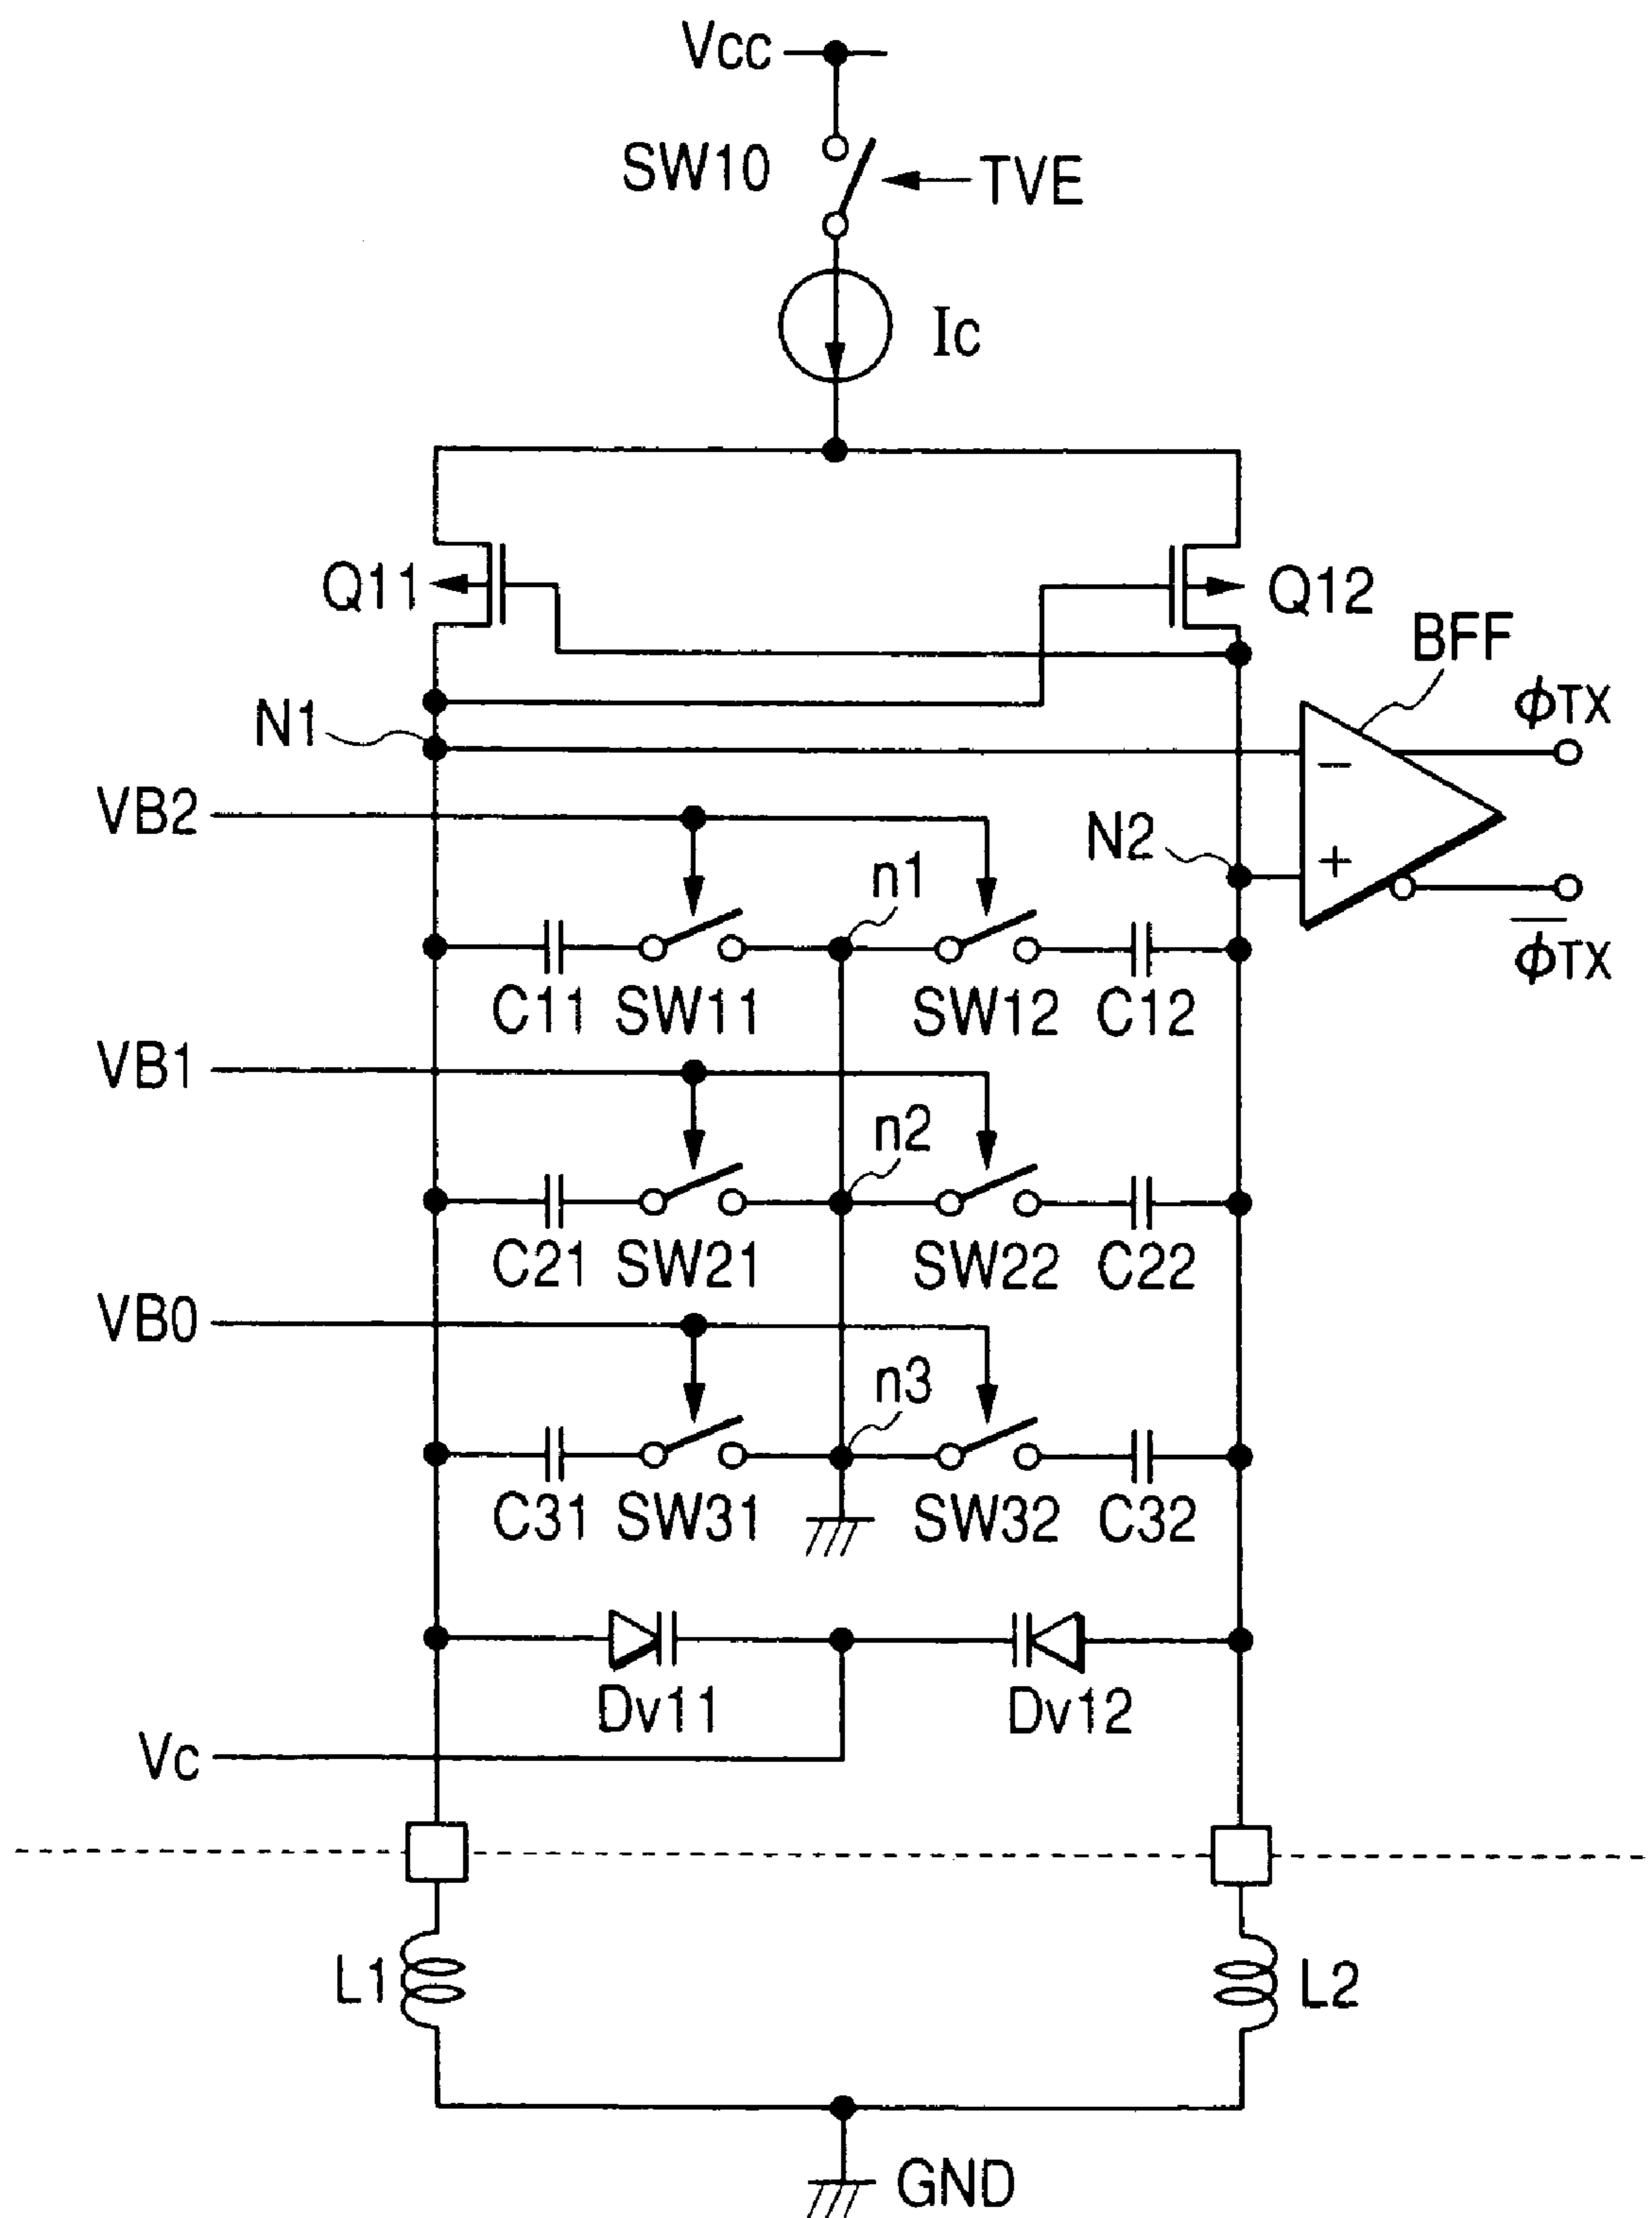 Vcc
SW10
TVE
Ic
Q11
Q12
BFF
ϕTX
N1
−
VB2
N2
+
n1
ϕ̅TX
C11 SW11 SW12 C12
VB1
n2
C21 SW21 SW22 C22
VB0
n3
C31 SW31 SW32 C32
Dv11 Dv12
Vc
L1 L2
GND